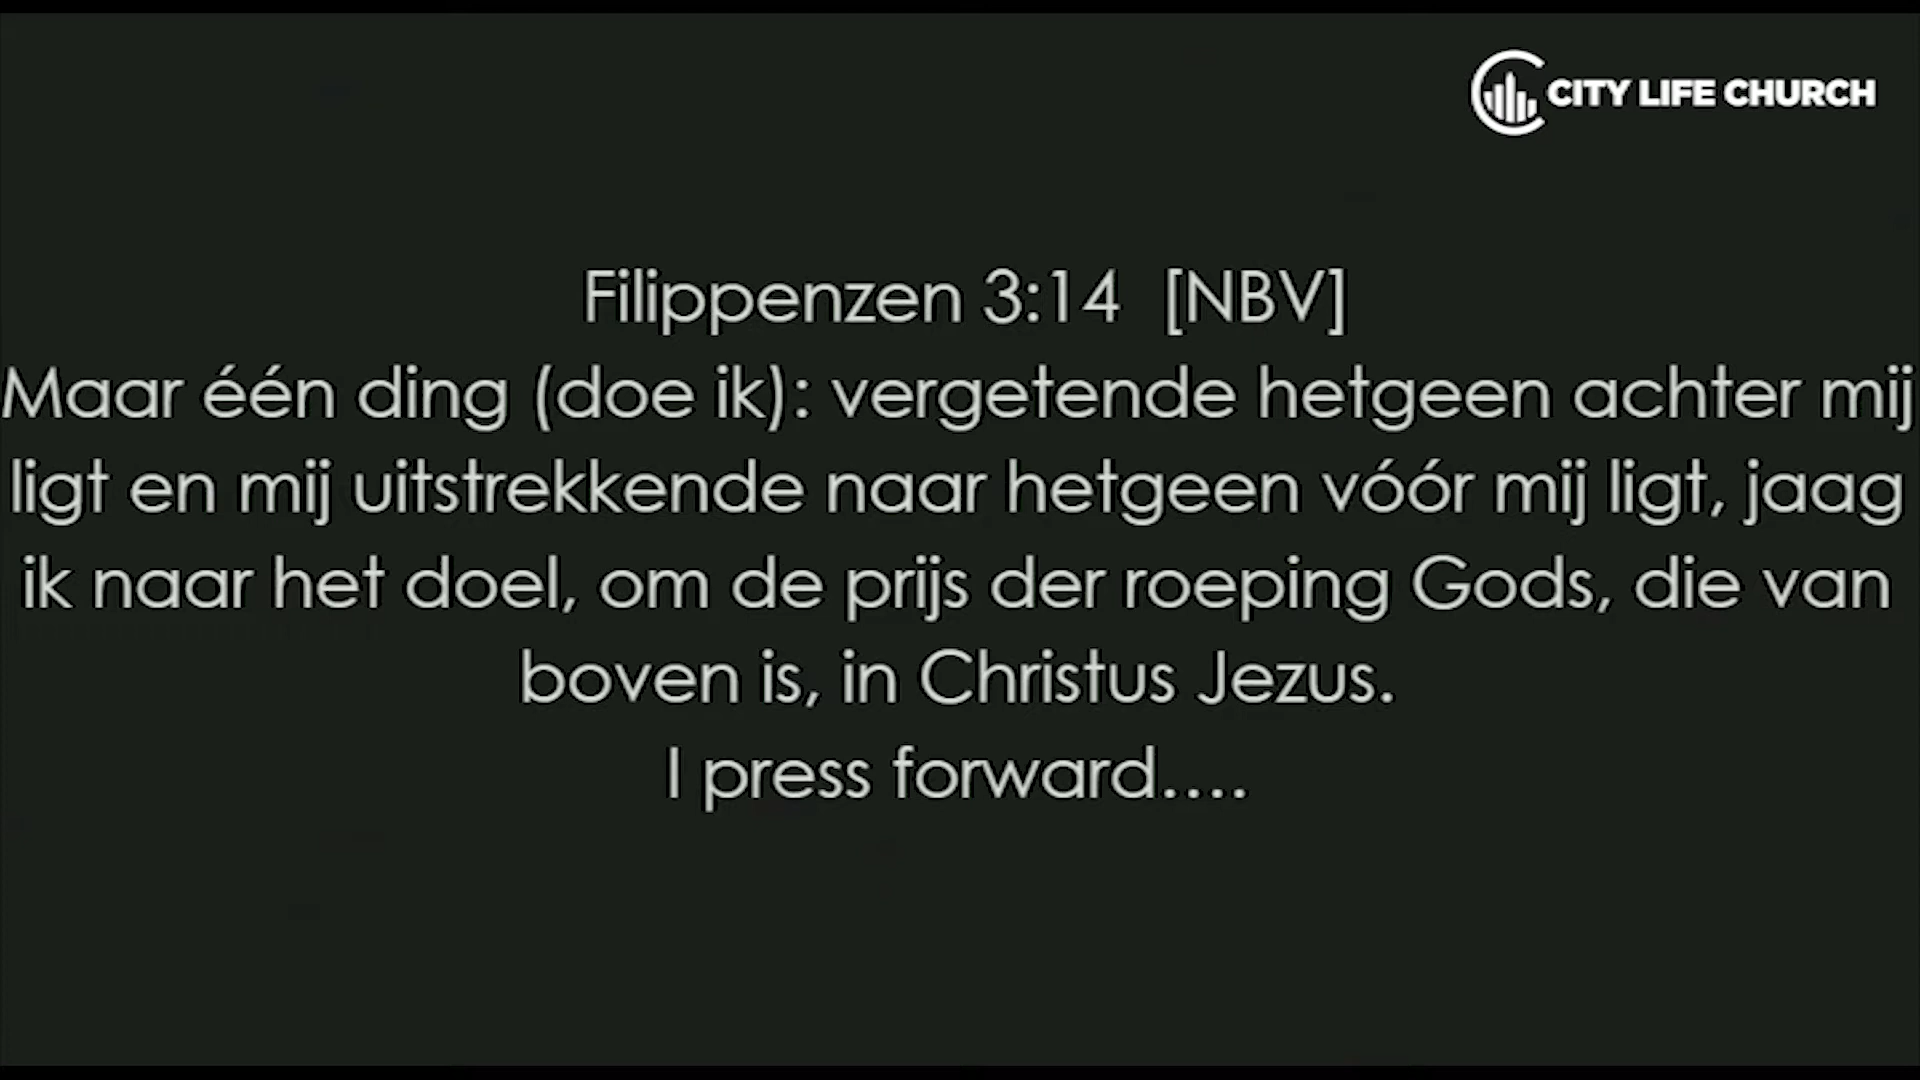 CITY LIFE CHURCH
Filippenzen 3:14 [NBV]
Maar één ding (doe ik): vergetende hetgeen achter mij
ligt en mij uitstrekkende naar hetgeen vóór mij ligt, jaag
ik naar het doel, om de prijs der roeping Gods, die van
boven is, in Christus Jezus.
I press forward....